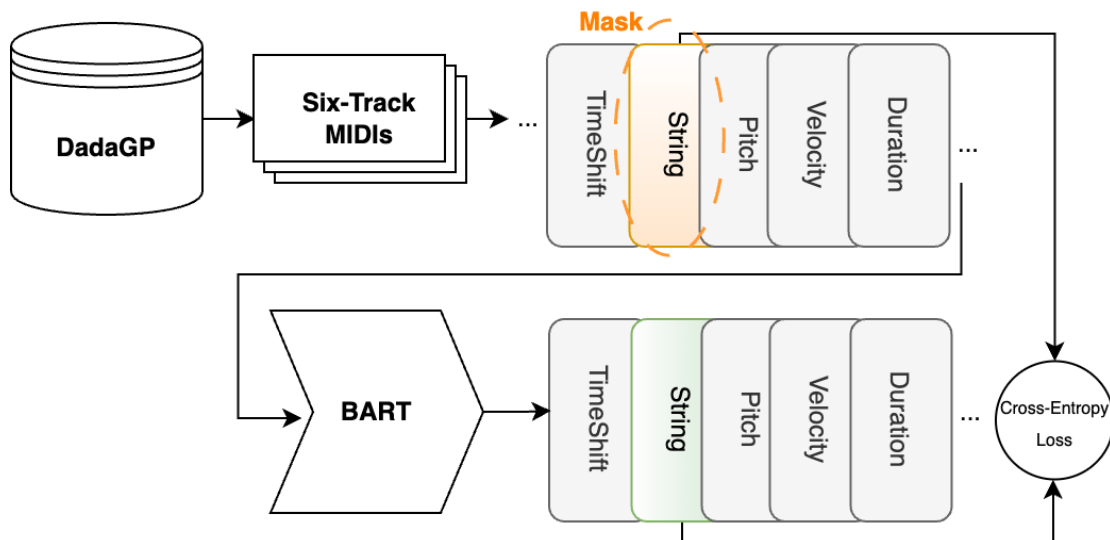 Mask
DadaGP
Six-Track
MIDIs
...
TimeShift
String
Pitch
Velocity
Duration
...
BART
TimeShift
String
Pitch
Velocity
Duration
...
Cross-Entropy
Loss